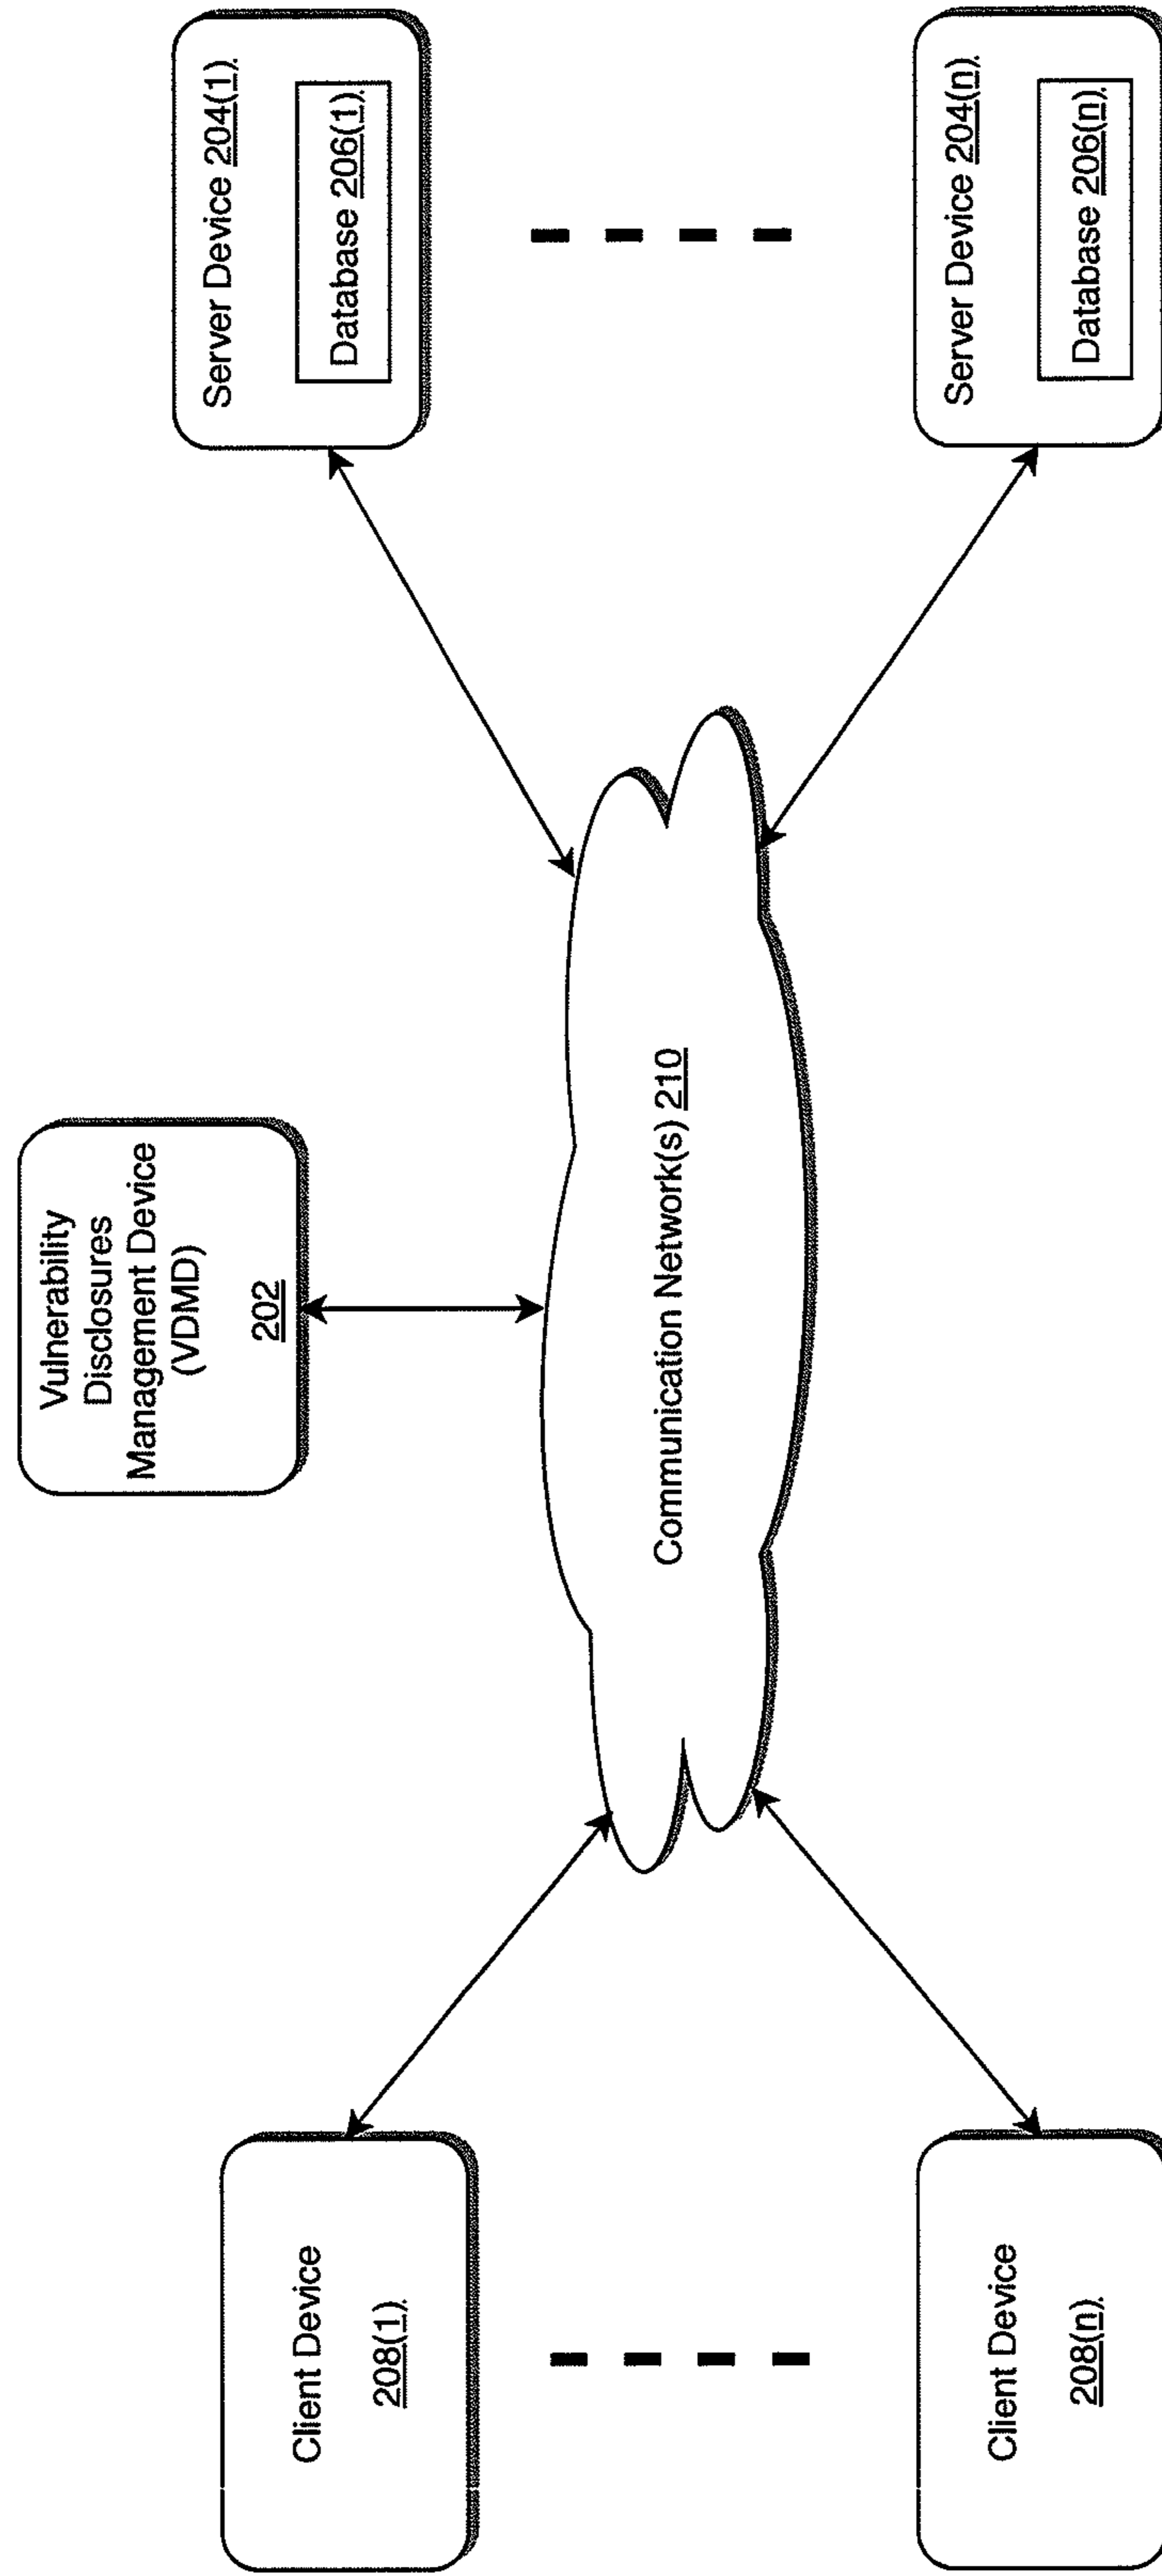 Vulnerability
Disclosures
Management Device
(VDMD)
202
Client Device
208(1)
Client Device
208(n)
Communication Network(s) 210
Server Device 204(1)
Database 206(1)
Server Device 204(n)
Database 206(n)